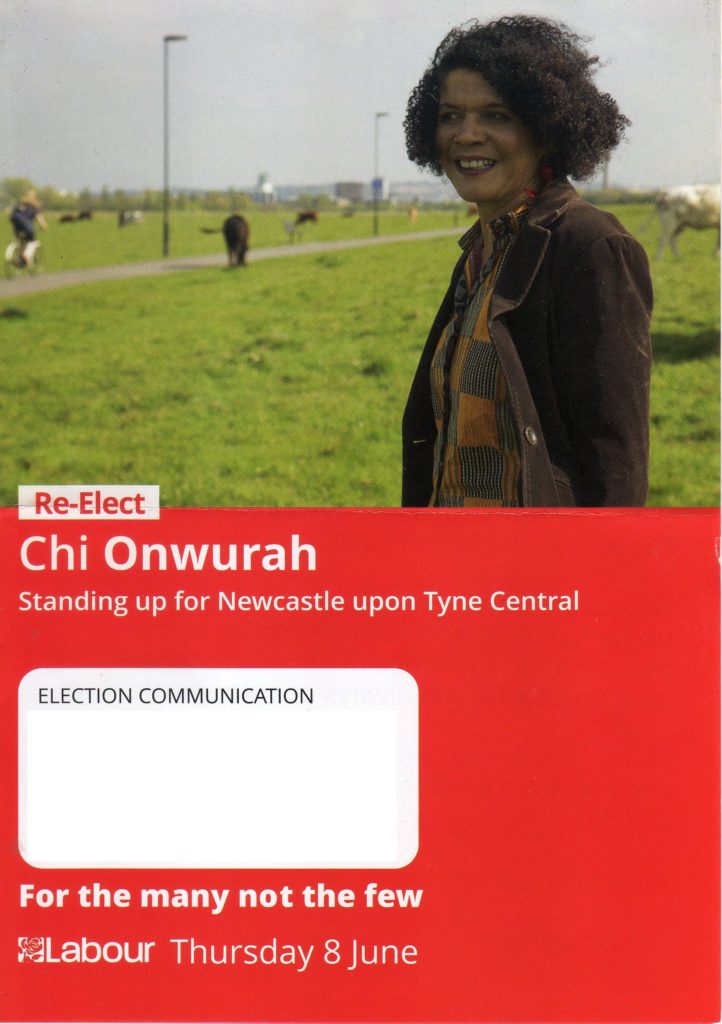 Re-Elect
Chi Onwurah
Standing up for Newcastle upon Tyne Central
ELECTION COMMUNICATION
For the many not the few
Labour Thursday 8 June